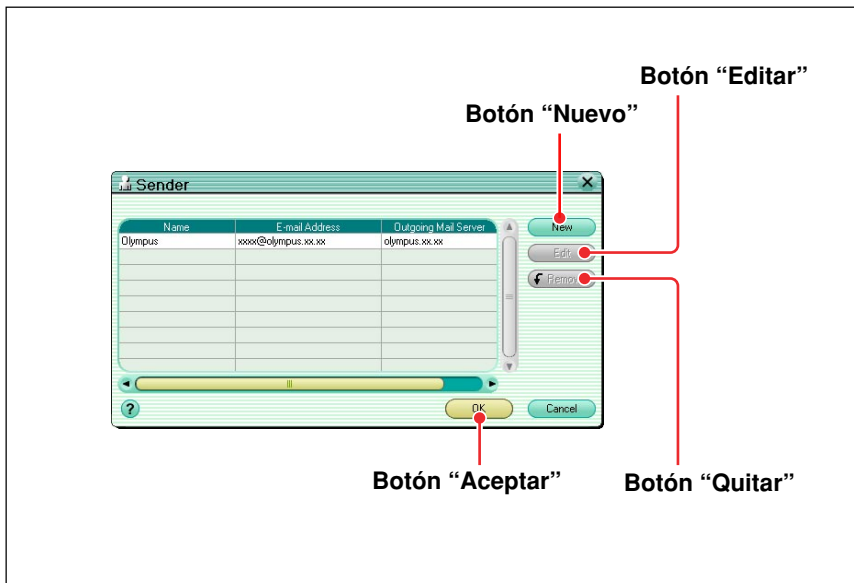 Botón “Editar”
Botón “Nuevo”
Sender
Name E-mail Address Outgoing Mail Server
Olympus xxxx@olympus.xx.xx olympus.xx.xx
New
Edit
Remove
?
OK Cancel
Botón “Aceptar” Botón “Quitar”